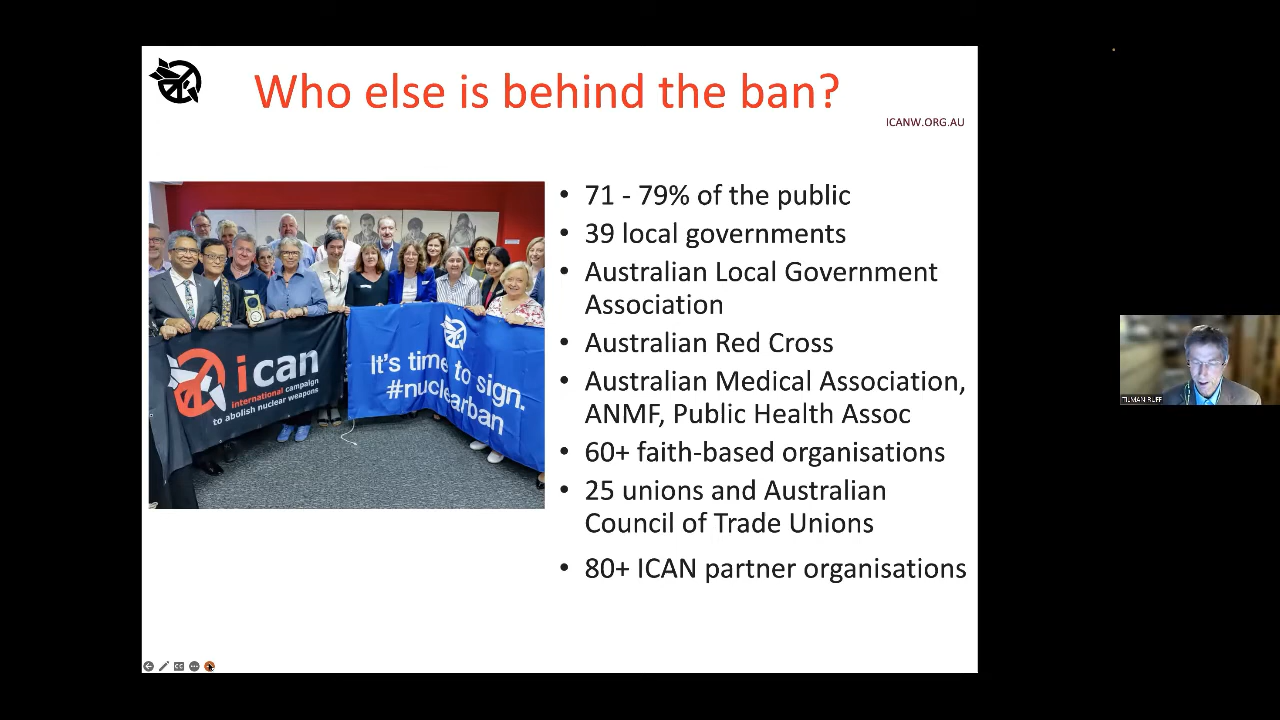 Who else is behind the ban?
ICANW.ORG.AU
• 71 - 79% of the public
• 39 local governments
• Australian Local Government
Association
• Australian Red Cross
• Australian Medical Association,
ANMF, Public Health Assoc
• 60+ faith-based organisations
• 25 unions and Australian
Council of Trade Unions
• 80+ ICAN partner organisations
ican
international campaign
to abolish nuclear weapons
It's time to sign.
#nuclearban
TILMAN RUFF